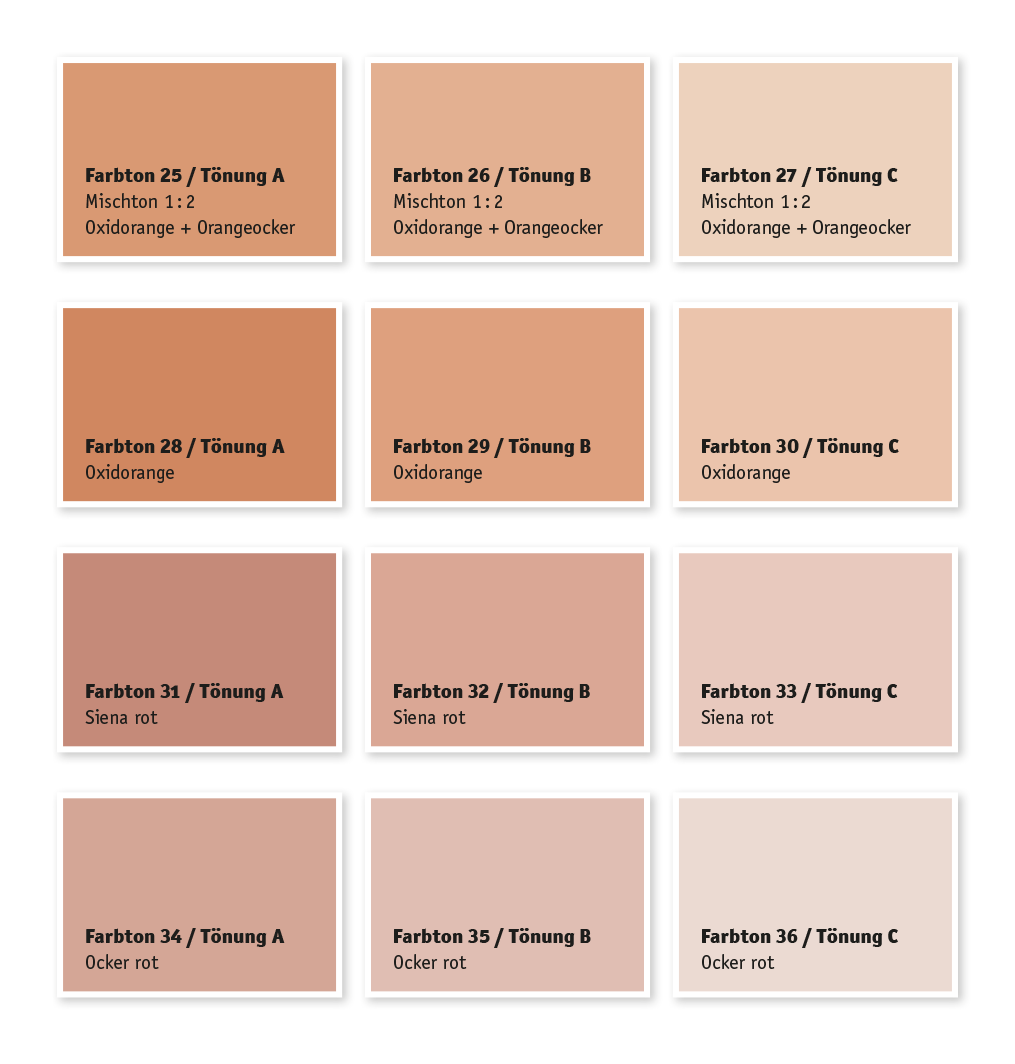 Farbton 25 / Tönung A
Mischton 1:2
Oxidorange + Orangeocker
Farbton 26 / Tönung B
Mischton 1:2
Oxidorange + Orangeocker
Farbton 27 / Tönung C
Mischton 1:2
Oxidorange + Orangeocker
Farbton 28 / Tönung A
Oxidorange
Farbton 29 / Tönung B
Oxidorange
Farbton 30 / Tönung C
Oxidorange
Farbton 31 / Tönung A
Siena rot
Farbton 32 / Tönung B
Siena rot
Farbton 33 / Tönung C
Siena rot
Farbton 34 / Tönung A
Ocker rot
Farbton 35 / Tönung B
Ocker rot
Farbton 36 / Tönung C
Ocker rot